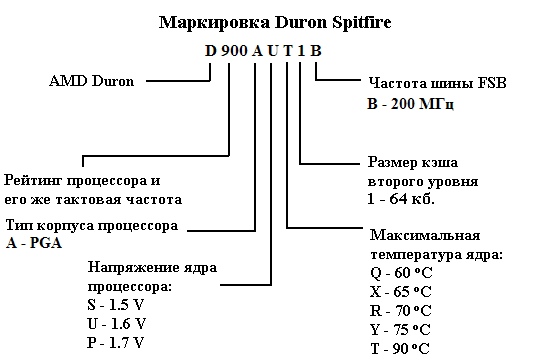 Маркировка Duron Spitfire
D 900 A U T 1 B
AMD Duron
Частота шины FSB
B - 200 МГц
Рейтинг процессора и
его же тактовая частота
Размер кэша
второго уровня
1 - 64 кб.
Тип корпуса процессора
A - PGA
Максимальная
температура ядра:
Q - 60 °C
X - 65 °C
R - 70 °C
Y - 75 °C
T - 90 °C
Напряжение ядра
процессора:
S - 1.5 V
U - 1.6 V
P - 1.7 V